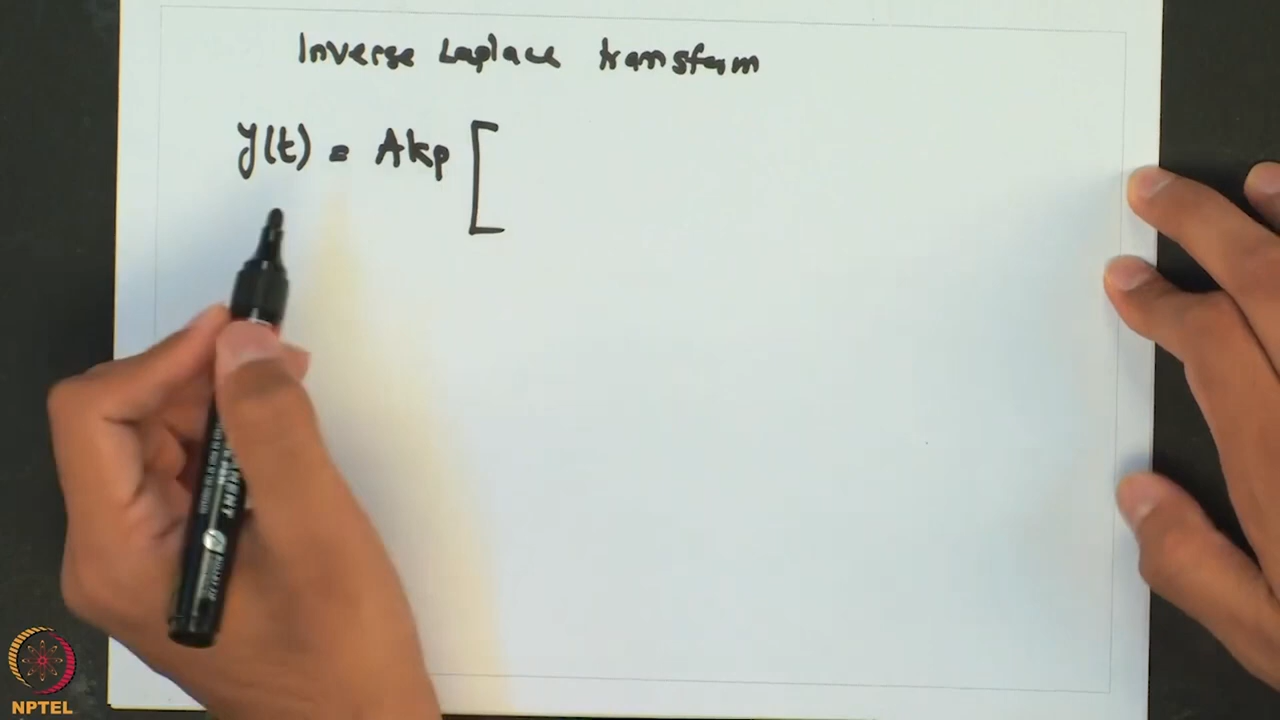 Inverse Laplace transform
y(t) = Akp [
NPTEL